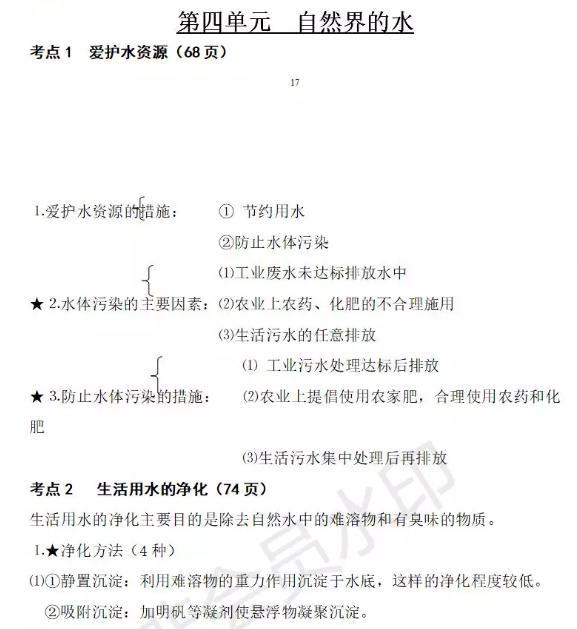 第四单元 自然界的水
考点 1 爱护水资源（68 页）
17
1.爱护水资源的措施： ① 节约用水
②防止水体污染
⑴工业废水未达标排放水中
★ 2.水体污染的主要因素：⑵农业上农药、化肥的不合理施用
⑶生活污水的任意排放
⑴ 工业污水处理达标后排放
★ 3.防止水体污染的措施： ⑵农业上提倡使用农家肥，合理使用农药和化
肥
⑶生活污水集中处理后再排放
考点 2 生活用水的净化（74 页）
生活用水的净化主要目的是除去自然水中的难溶物和有臭味的物质。
1.★净化方法（4 种）
⑴①静置沉淀：利用难溶物的重力作用沉淀于水底，这样的净化程度较低。
②吸附沉淀：加明矾等凝剂使悬浮物凝聚沉淀。
非会员水印